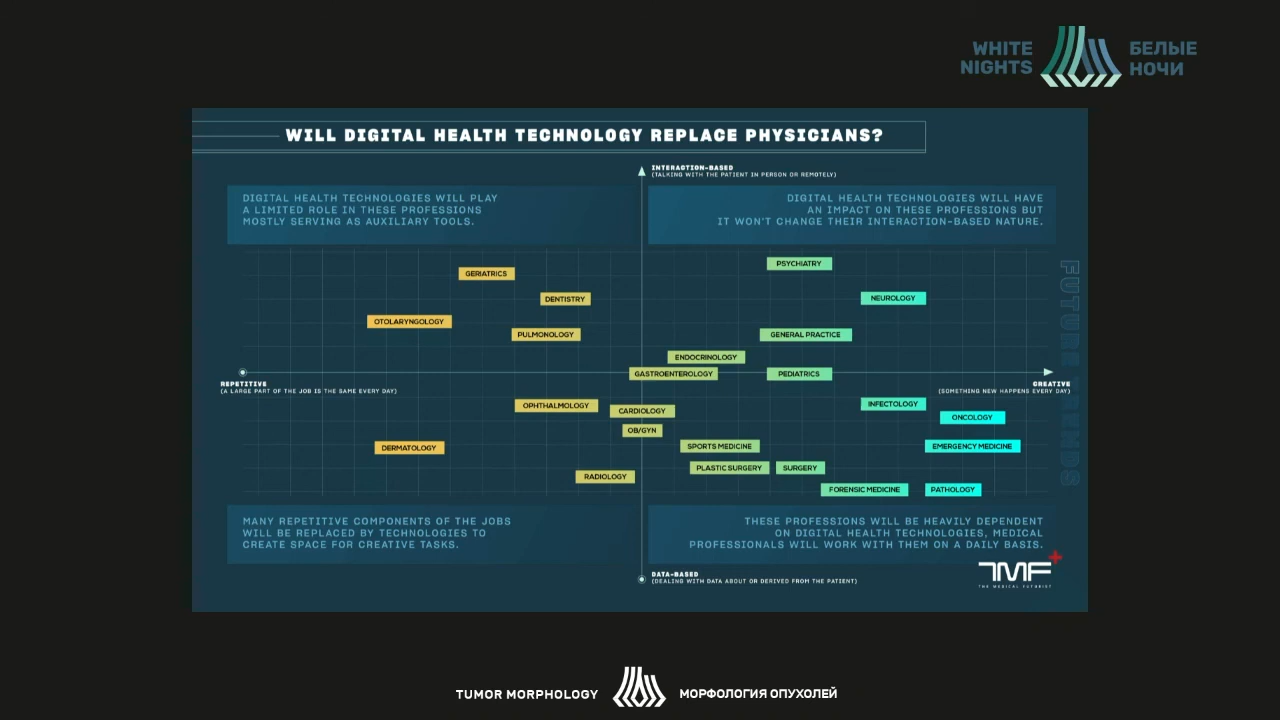 WHITE
NIGHTS
БЕЛЫЕ
НОЧИ
WILL DIGITAL HEALTH TECHNOLOGY REPLACE PHYSICIANS?
INTERACTION-BASED
(TALKING WITH THE PATIENT IN PERSON OR REMOTELY)
DIGITAL HEALTH TECHNOLOGIES WILL PLAY
A LIMITED ROLE IN THESE PROFESSIONS
MOSTLY SERVING AS AUXILIARY TOOLS.
DIGITAL HEALTH TECHNOLOGIES WILL HAVE
AN IMPACT ON THESE PROFESSIONS BUT
IT WON'T CHANGE THEIR INTERACTION-BASED NATURE.
PSYCHIATRY
GERIATRICS
DENTISTRY
NEUROLOGY
OTOLARYNGOLOGY
PULMONOLOGY
GENERAL PRACTICE
ENDOCRINOLOGY
GASTROENTEROLOGY
PEDIATRICS
REPETITIVE
(A LARGE PART OF THE JOB IS THE SAME EVERY DAY)
CREATIVE
(SOMETHING NEW HAPPENS EVERY DAY)
OPHTHALMOLOGY
CARDIOLOGY
INFECTOLOGY
ONCOLOGY
OB/GYN
DERMATOLOGY
SPORTS MEDICINE
EMERGENCY MEDICINE
PLASTIC SURGERY
SURGERY
RADIOLOGY
FORENSIC MEDICINE
PATHOLOGY
MANY REPETITIVE COMPONENTS OF THE JOBS
WILL BE REPLACED BY TECHNOLOGIES TO
CREATE SPACE FOR CREATIVE TASKS.
THESE PROFESSIONS WILL BE HEAVILY DEPENDENT
ON DIGITAL HEALTH TECHNOLOGIES, MEDICAL
PROFESSIONALS WILL WORK WITH THEM ON A DAILY BASIS.
DATA-BASED
(DEALING WITH DATA ABOUT OR DERIVED FROM THE PATIENT)
TMF
THE MEDICAL FUTURIST
FUTURE
TUMOR MORPHOLOGY
МОРФОЛОГИЯ ОПУХОЛЕЙ